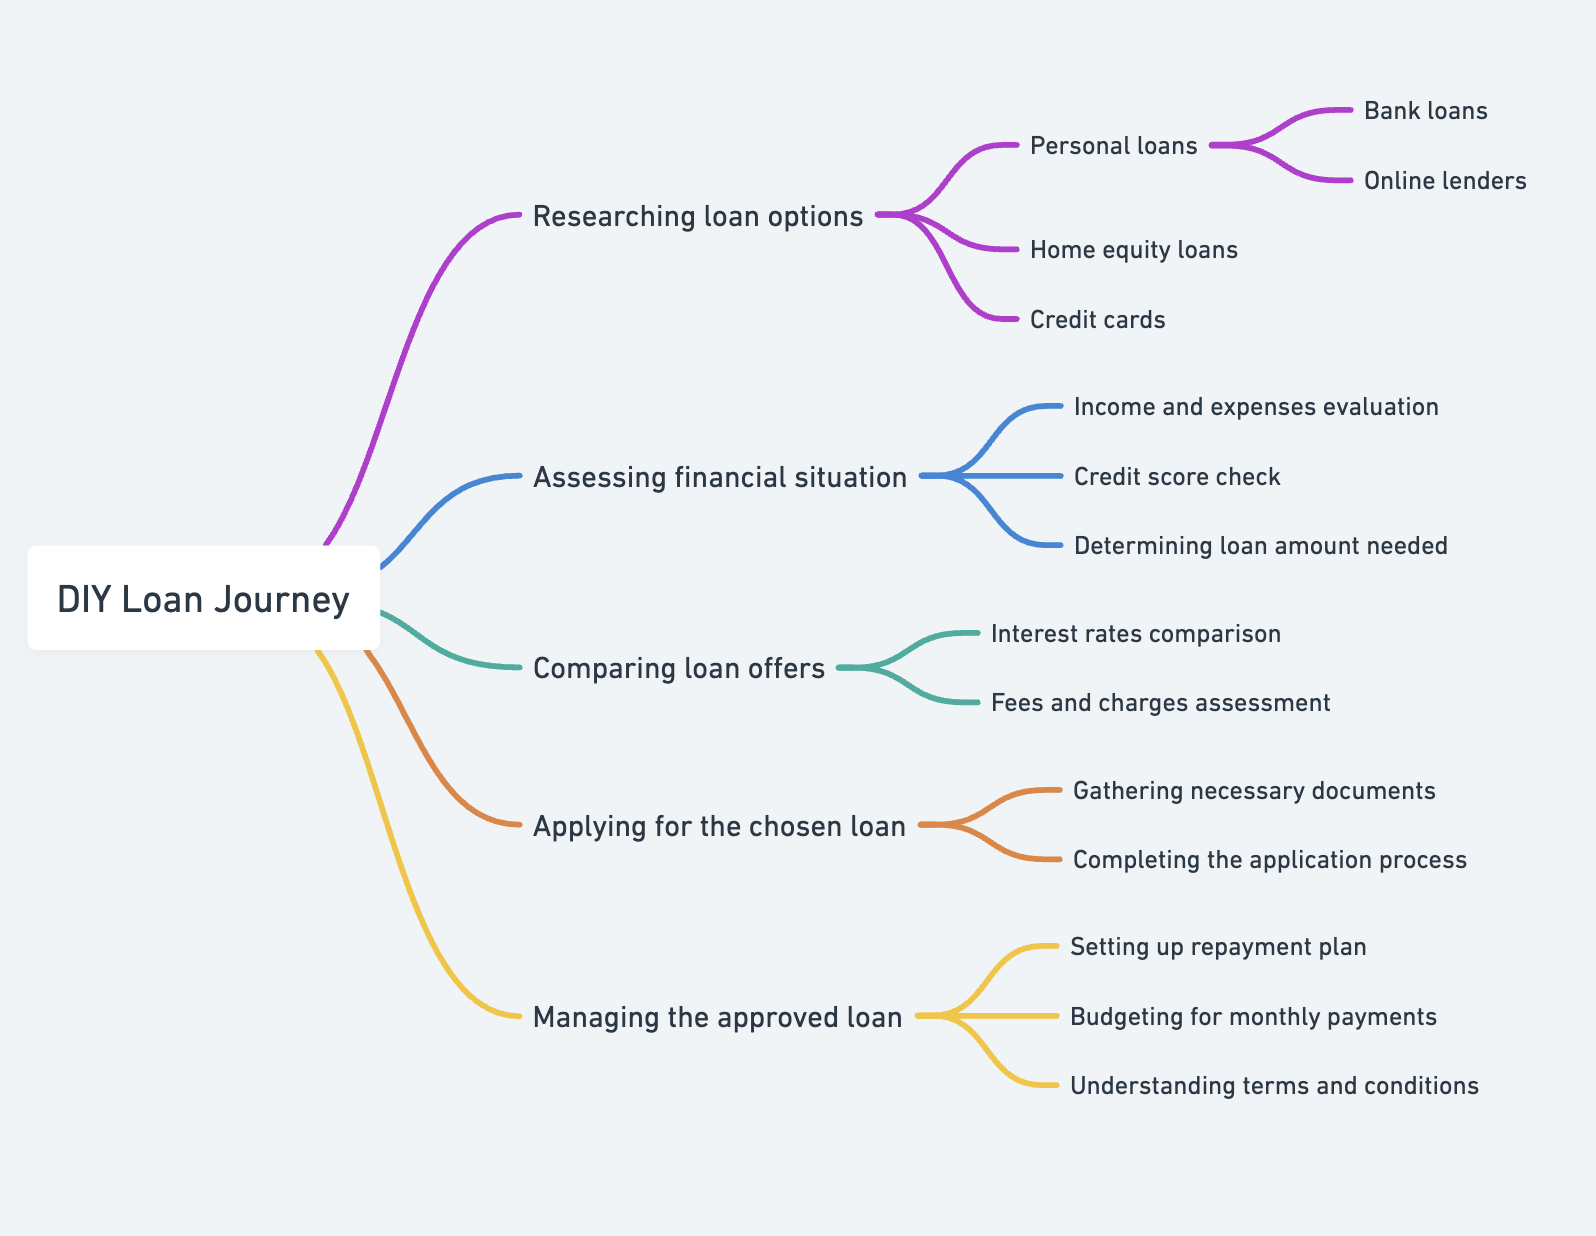 DIY Loan Journey
Researching loan options
Personal loans
Bank loans
Online lenders
Home equity loans
Credit cards
Assessing financial situation
Income and expenses evaluation
Credit score check
Determining loan amount needed
Comparing loan offers
Interest rates comparison
Fees and charges assessment
Applying for the chosen loan
Gathering necessary documents
Completing the application process
Managing the approved loan
Setting up repayment plan
Budgeting for monthly payments
Understanding terms and conditions